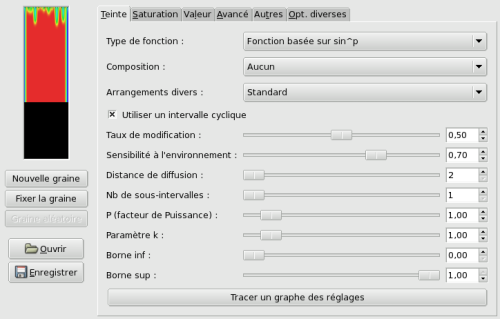 Teinte Saturation Valeur Avancé Autres Opt. diverses
Type de fonction : Fonction basée sur sin^p
Composition : Aucun
Arrangements divers : Standard
Utiliser un intervalle cyclique
Taux de modification : 0,50
Sensibilité à l'environnement : 0,70
Distance de diffusion : 2
Nb de sous-intervalles : 1
P (facteur de Puissance) : 1,00
Paramètre k : 1,00
Borne inf : 0,00
Borne sup : 1,00
Tracer un graphe des réglages
Nouvelle graine
Fixer la graine
Graine aléatoire
Ouvrir
Enregistrer